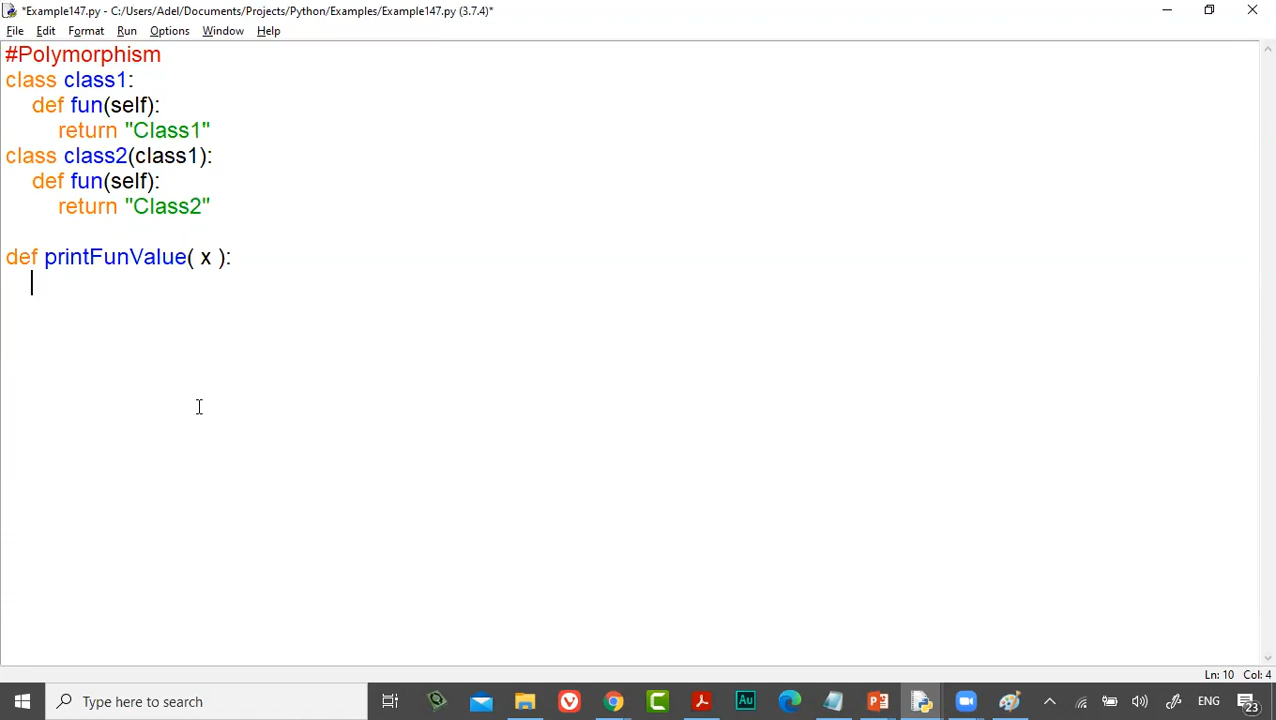 *Example147.py - C:/Users/Adel/Documents/Projects/Python/Examples/Example147.py (3.7.4)*
File Edit Format Run Options Window Help
#Polymorphism
class class1:
    def fun(self):
        return "Class1"
class class2(class1):
    def fun(self):
        return "Class2"

def printFunValue( x ):
Ln: 10 Col: 4
Type here to search
Au
ENG
23